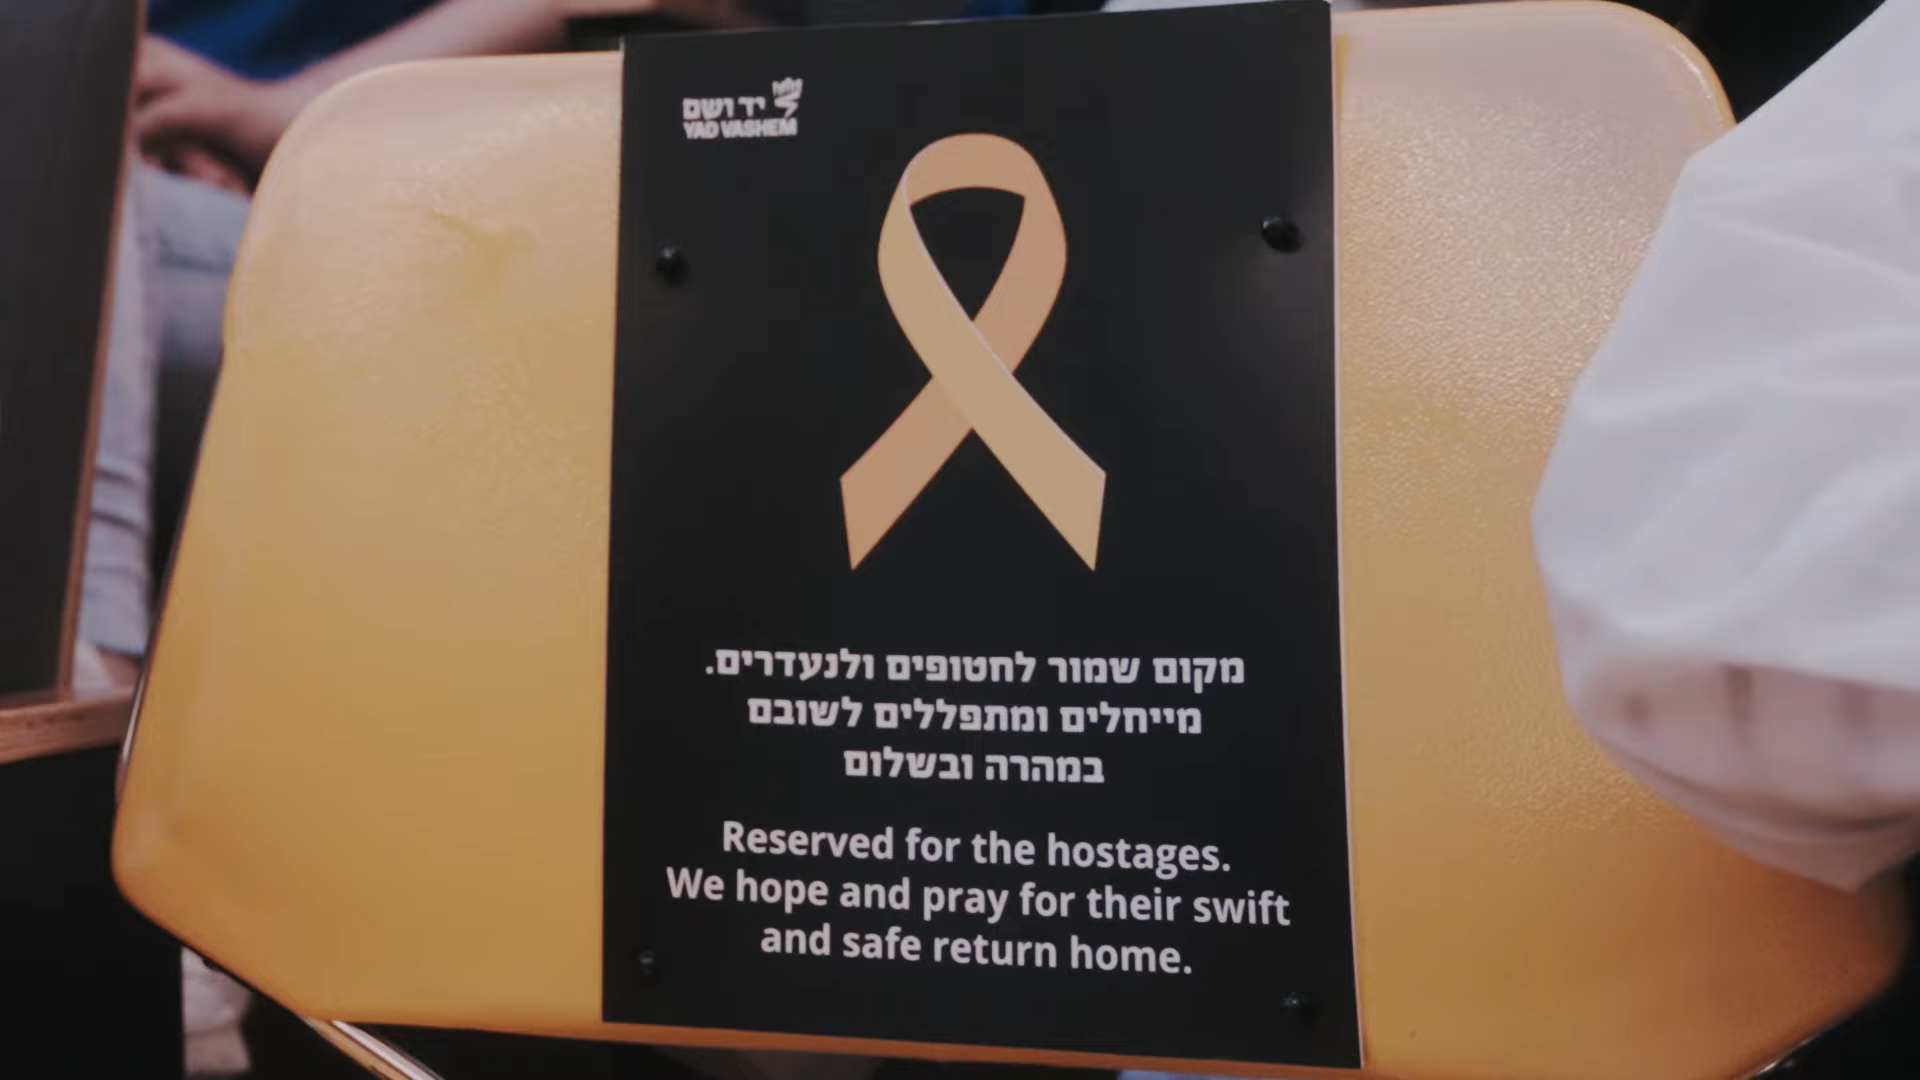 יד ושם
YAD VASHEM
מקום שמור לחטופים ולנעדרים.
מייחלים ומתפללים לשובם
במהרה ובשלום
Reserved for the hostages.
We hope and pray for their swift
and safe return home.